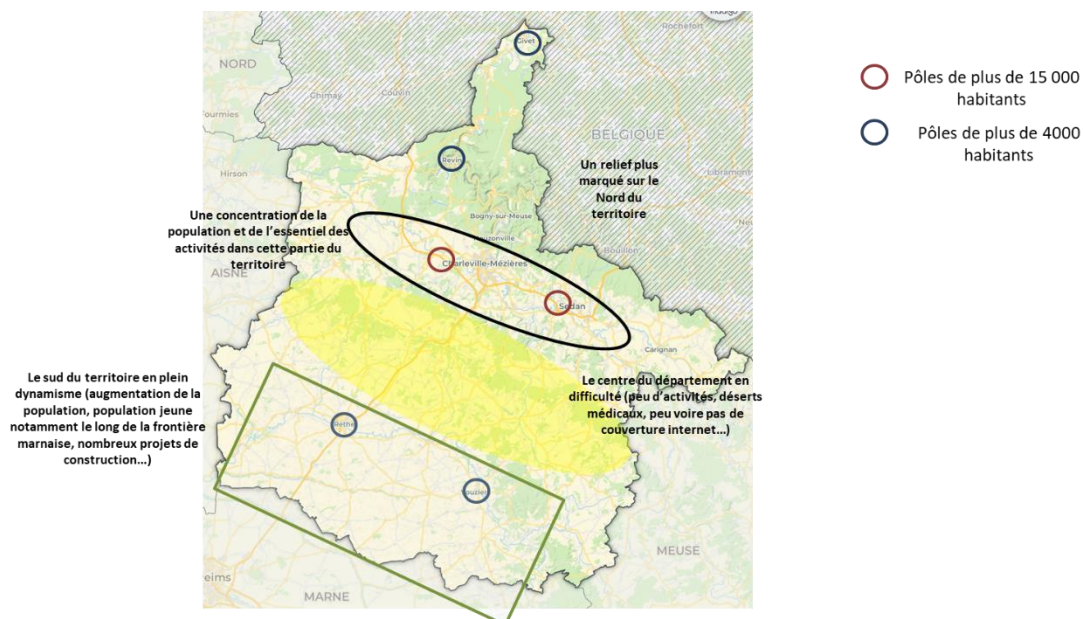 Rochefort
Givet
NORD
Chimay
Couvin
Fourmies
BELGIQUE
Hirson
Revin
Libramont
Un relief plus
marqué sur le
Nord du
territoire
Bogny-sur-Meuse
Une concentration de la
population et de l'essentiel des
activités dans cette partie du
territoire
Nouzonville
Bouillon
Charleville-Mézières
AISNE
Sedan
Carignan
Le sud du territoire en plein
dynamisme (augmentation de la
population, population jeune
notamment le long de la frontière
marnaise, nombreux projets de
construction...)
Le centre du département en
difficulté (peu d'activités, déserts
médicaux, peu voire pas de
couverture internet...)
Rethel
Vouziers
MEUSE
Reims
MARNE
Pôles de plus de 15 000
habitants
Pôles de plus de 4000
habitants